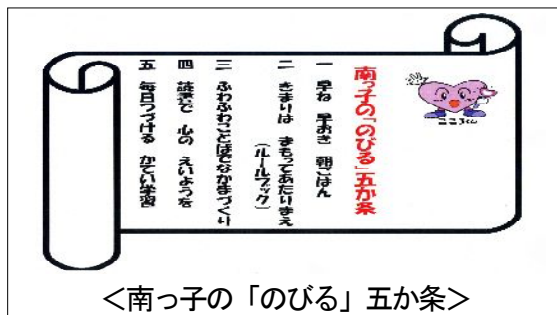 こころくん
南っ子の「のびる」五か条
一 早ね 早おき 朝ごはん
二 きまりは まもってあたりまえ
(ルールブック)
三 ふわふわことばでなかまづくり
四 読書で 心の えいようを
五 毎日つづける かてい学習
<南っ子の「のびる」五か条>